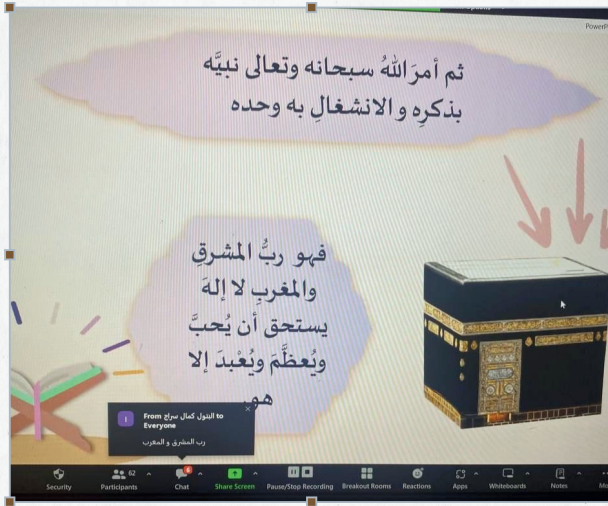 PowerP
ثم أمرَ اللهُ سبحانه وتعالى نبيَّه
بذكرِه والانشغالِ به وحده
فهو ربُّ المشرقِ
والمغربِ لا إلهَ
يستحق أن يُحبَّ
ويُعظَّمَ ويُعْبدَ إلا
هو
From البتول كمال سراج to
Everyone
رب المشرق و المغرب
Security
Participants 62
Chat 4
Share Screen
Pause/Stop Recording
Breakout Rooms
Reactions
Apps
Whiteboards
Notes